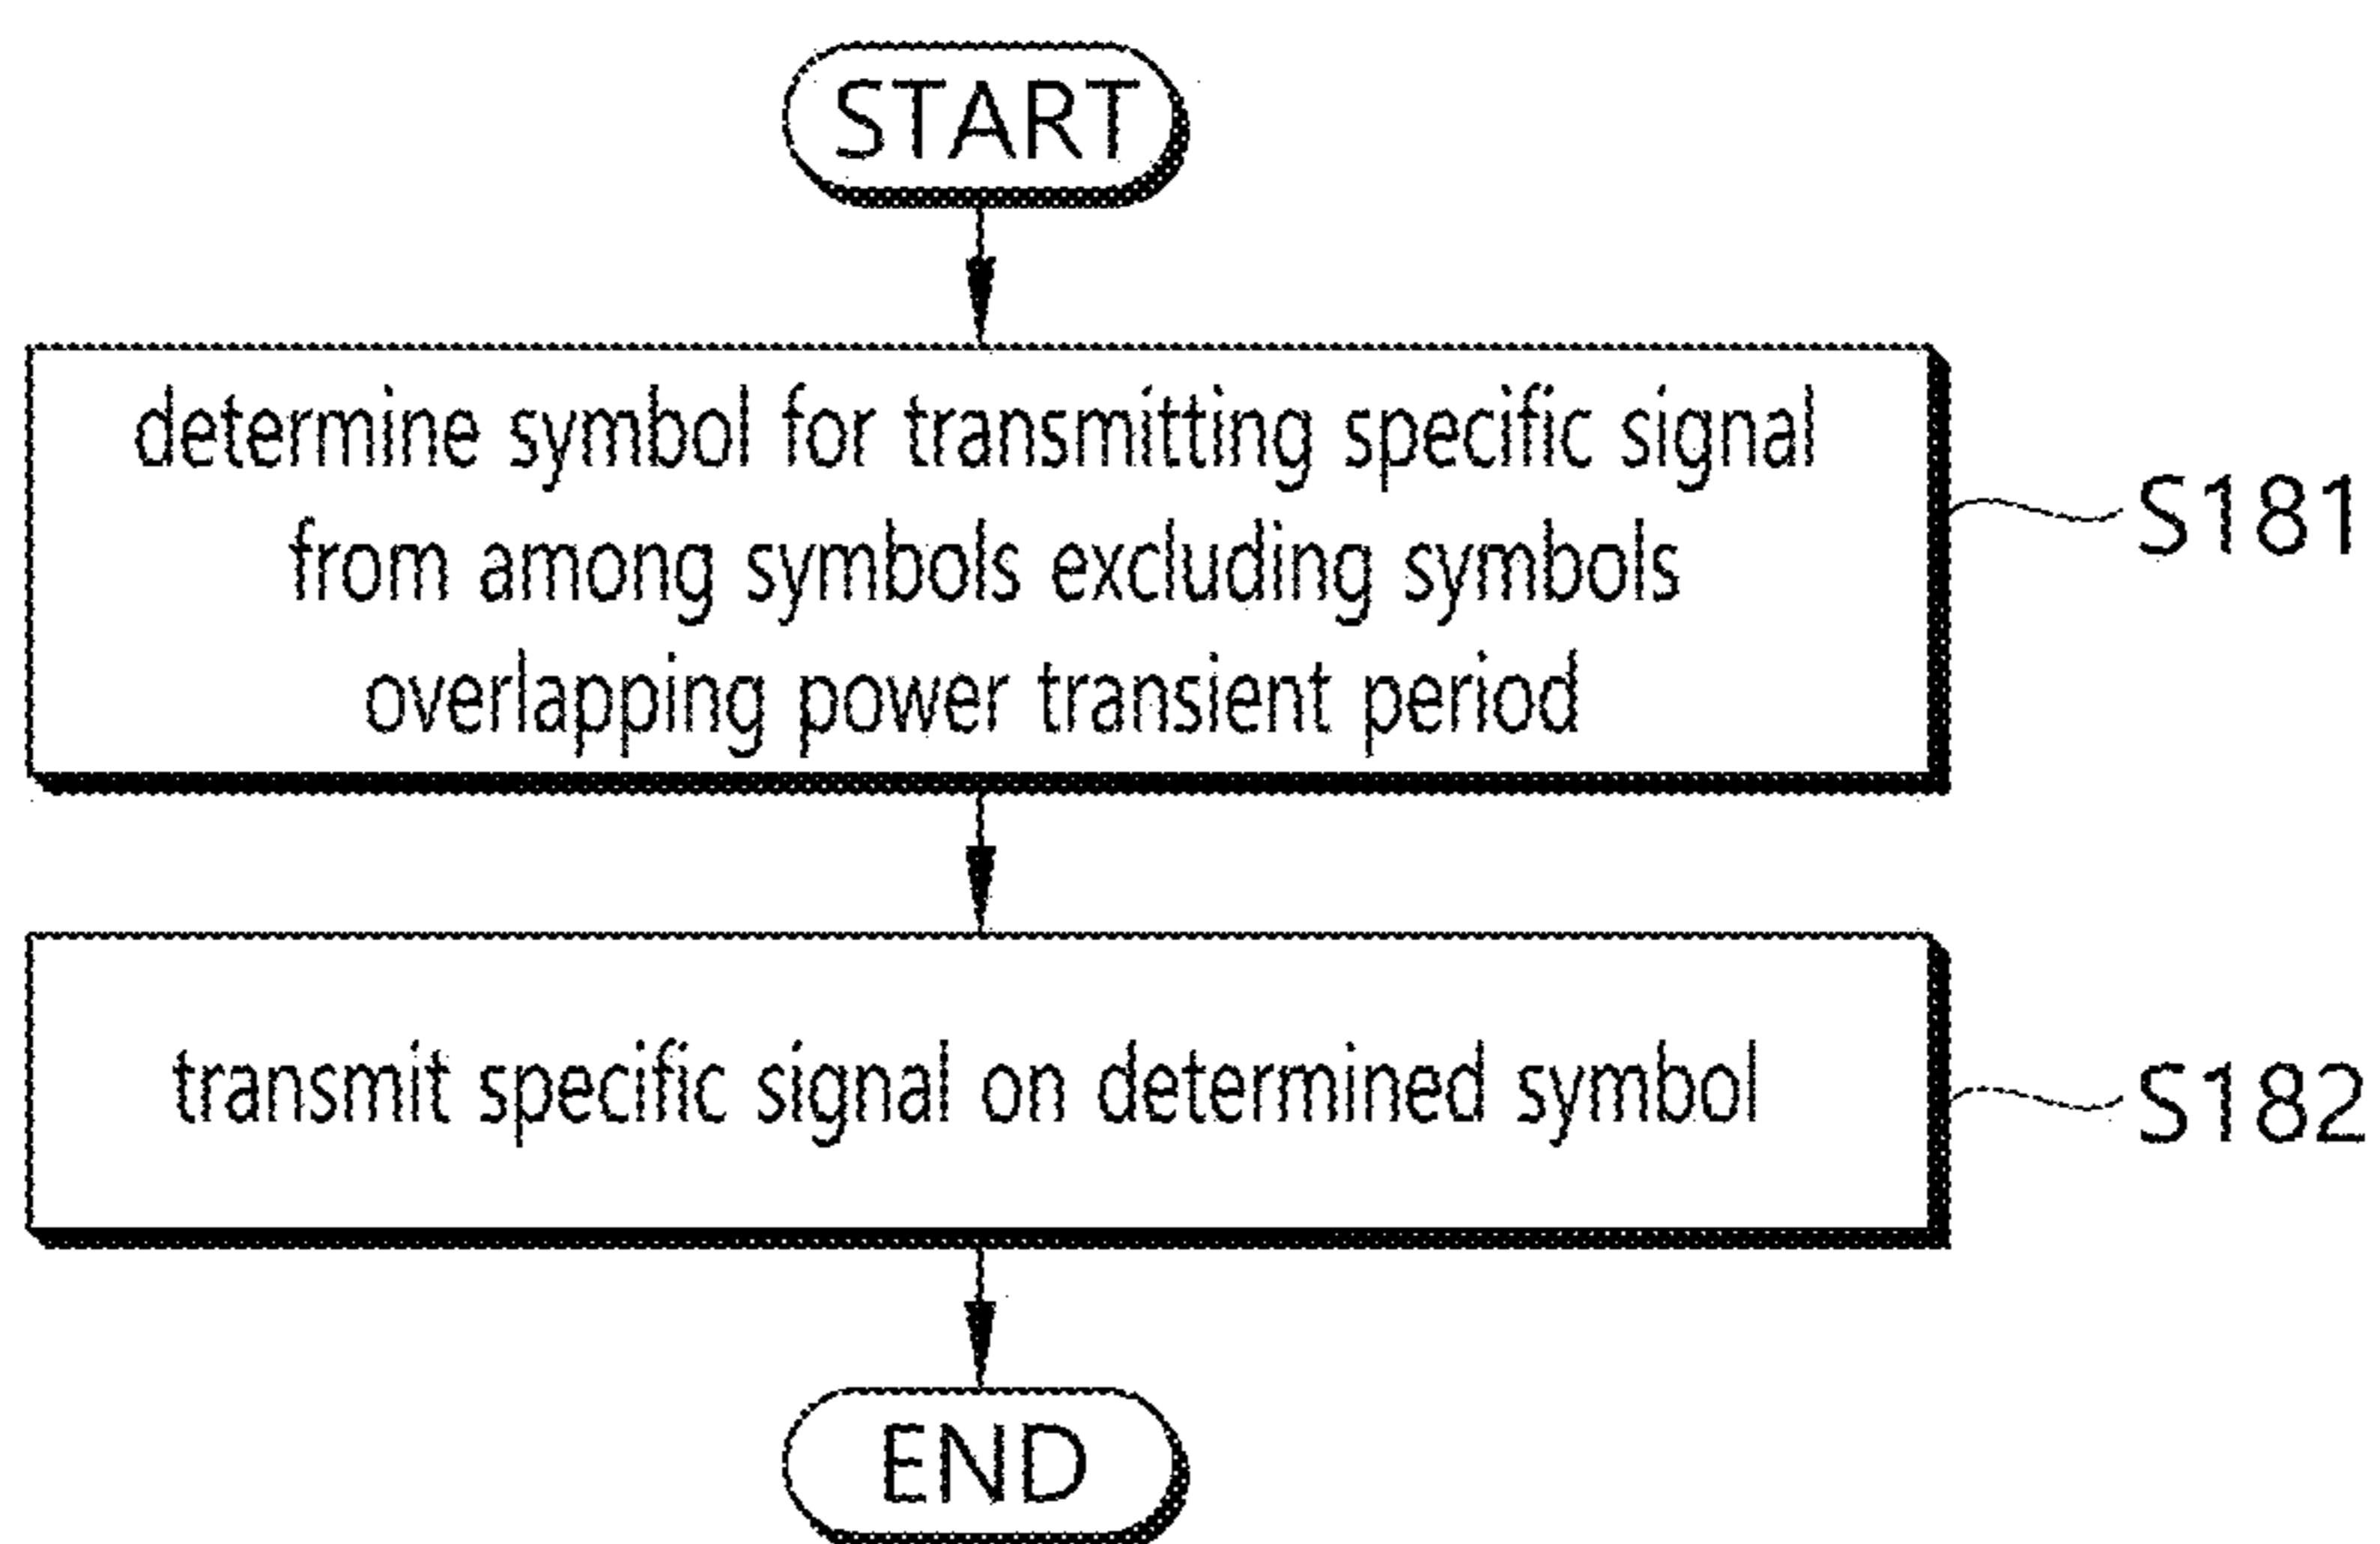 START
determine symbol for transmitting specific signal
from among symbols excluding symbols
overlapping power transient period
S181
transmit specific signal on determined symbol
S182
END